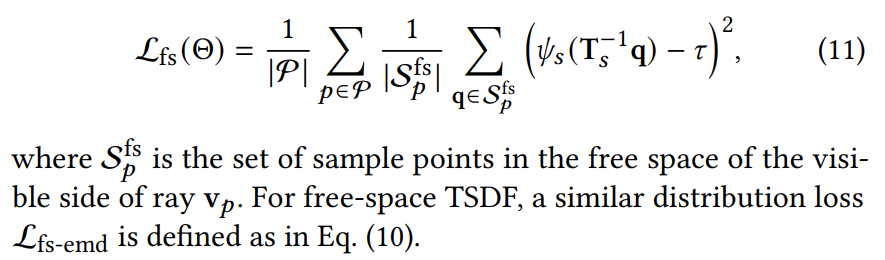 ℒ_fs(Θ) = 1/|𝒫| ∑_{p∈𝒫} 1/|𝒮_p^fs| ∑_{q∈𝒮_p^fs} (ψ_s(T_s^{-1}q) − τ)^2, (11)
where 𝒮_p^fs is the set of sample points in the free space of the visi-
ble side of ray v_p. For free-space TSDF, a similar distribution loss
ℒ_fs-emd is defined as in Eq. (10).